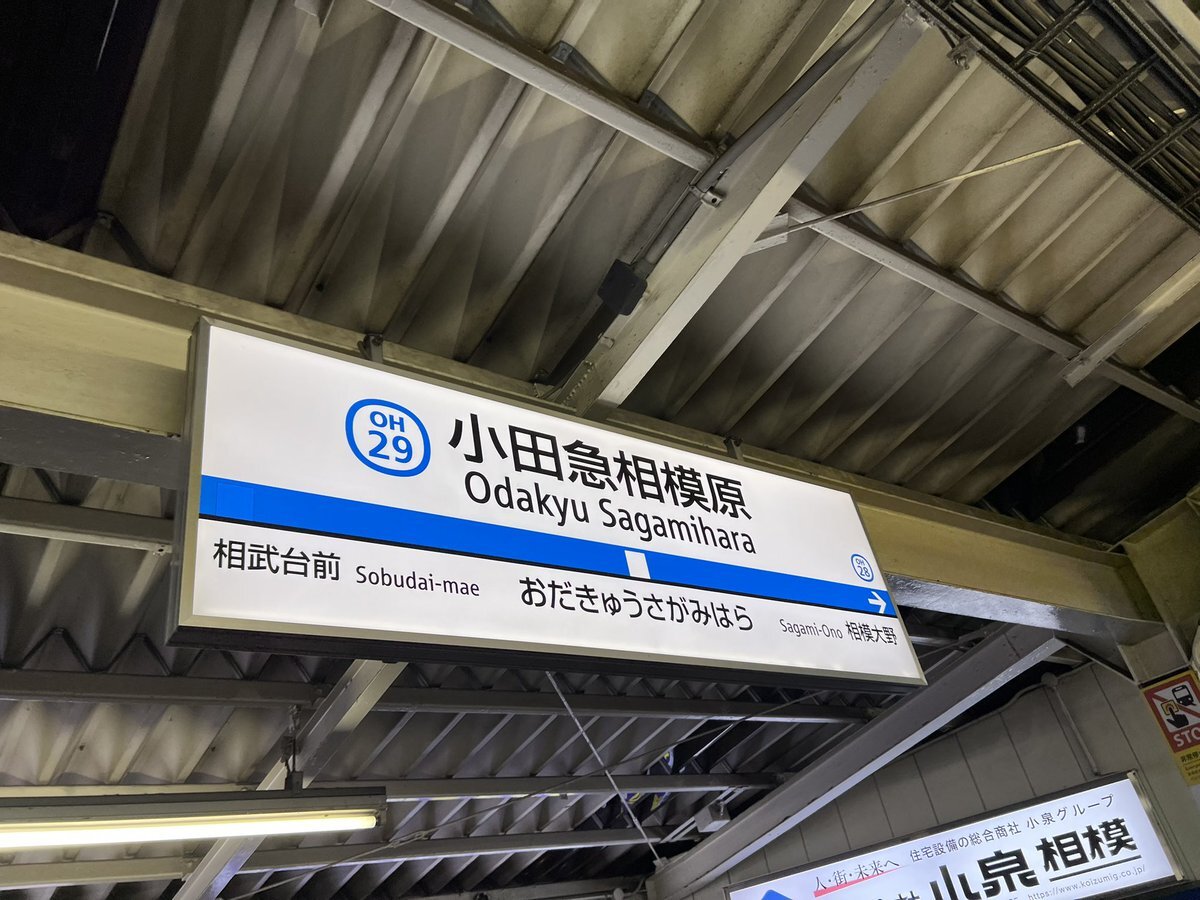 OH
29
小田急相模原
Odakyu Sagamihara
OH
28
相武台前 Sobudai-mae
おだきゅうさがみはら
Sagami-Ono 相模大野
STO
人・街・未来へ 住宅設備の総合商社 小泉グループ
小泉相模
https://www.koizumig.co.jp/